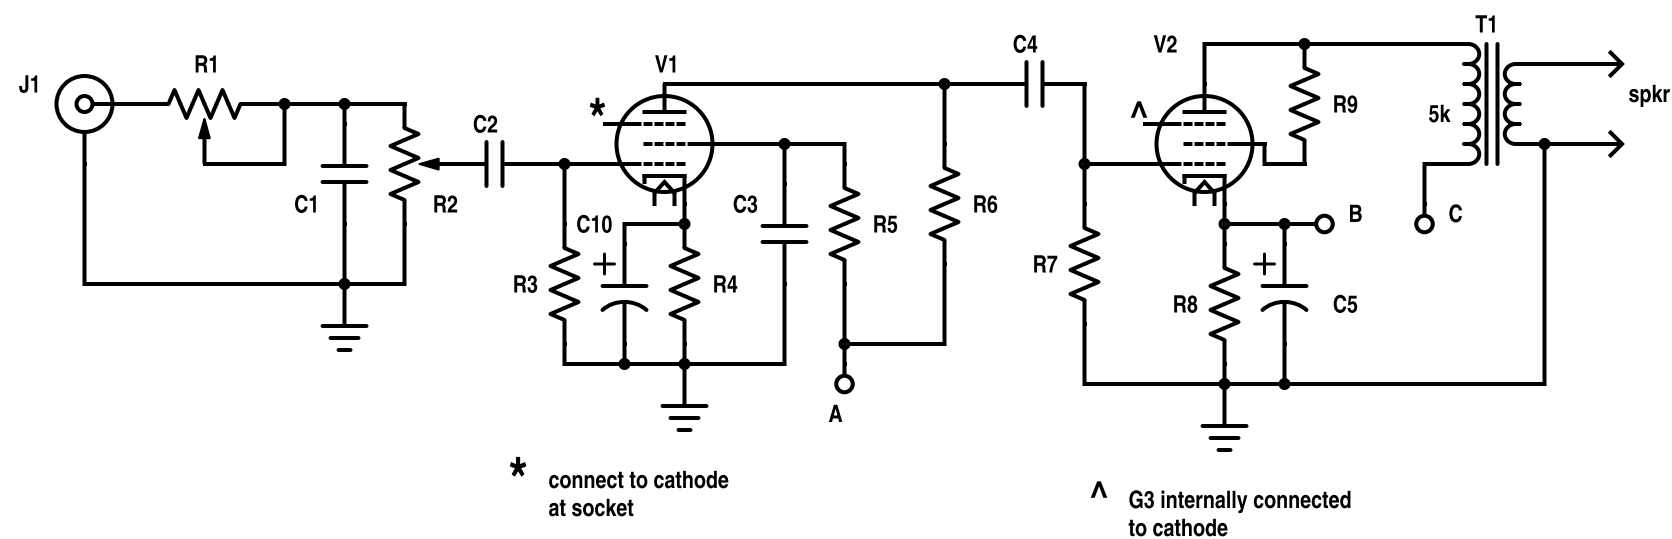 J1
R1
C1
R2
C2
*
V1
C10
+
R3
R4
C3
R5
R6
A
C4
V2
^
R7
R8
+
C5
B
R9
T1
5k
C
spkr
* connect to cathode
at socket
^ G3 internally connected
to cathode